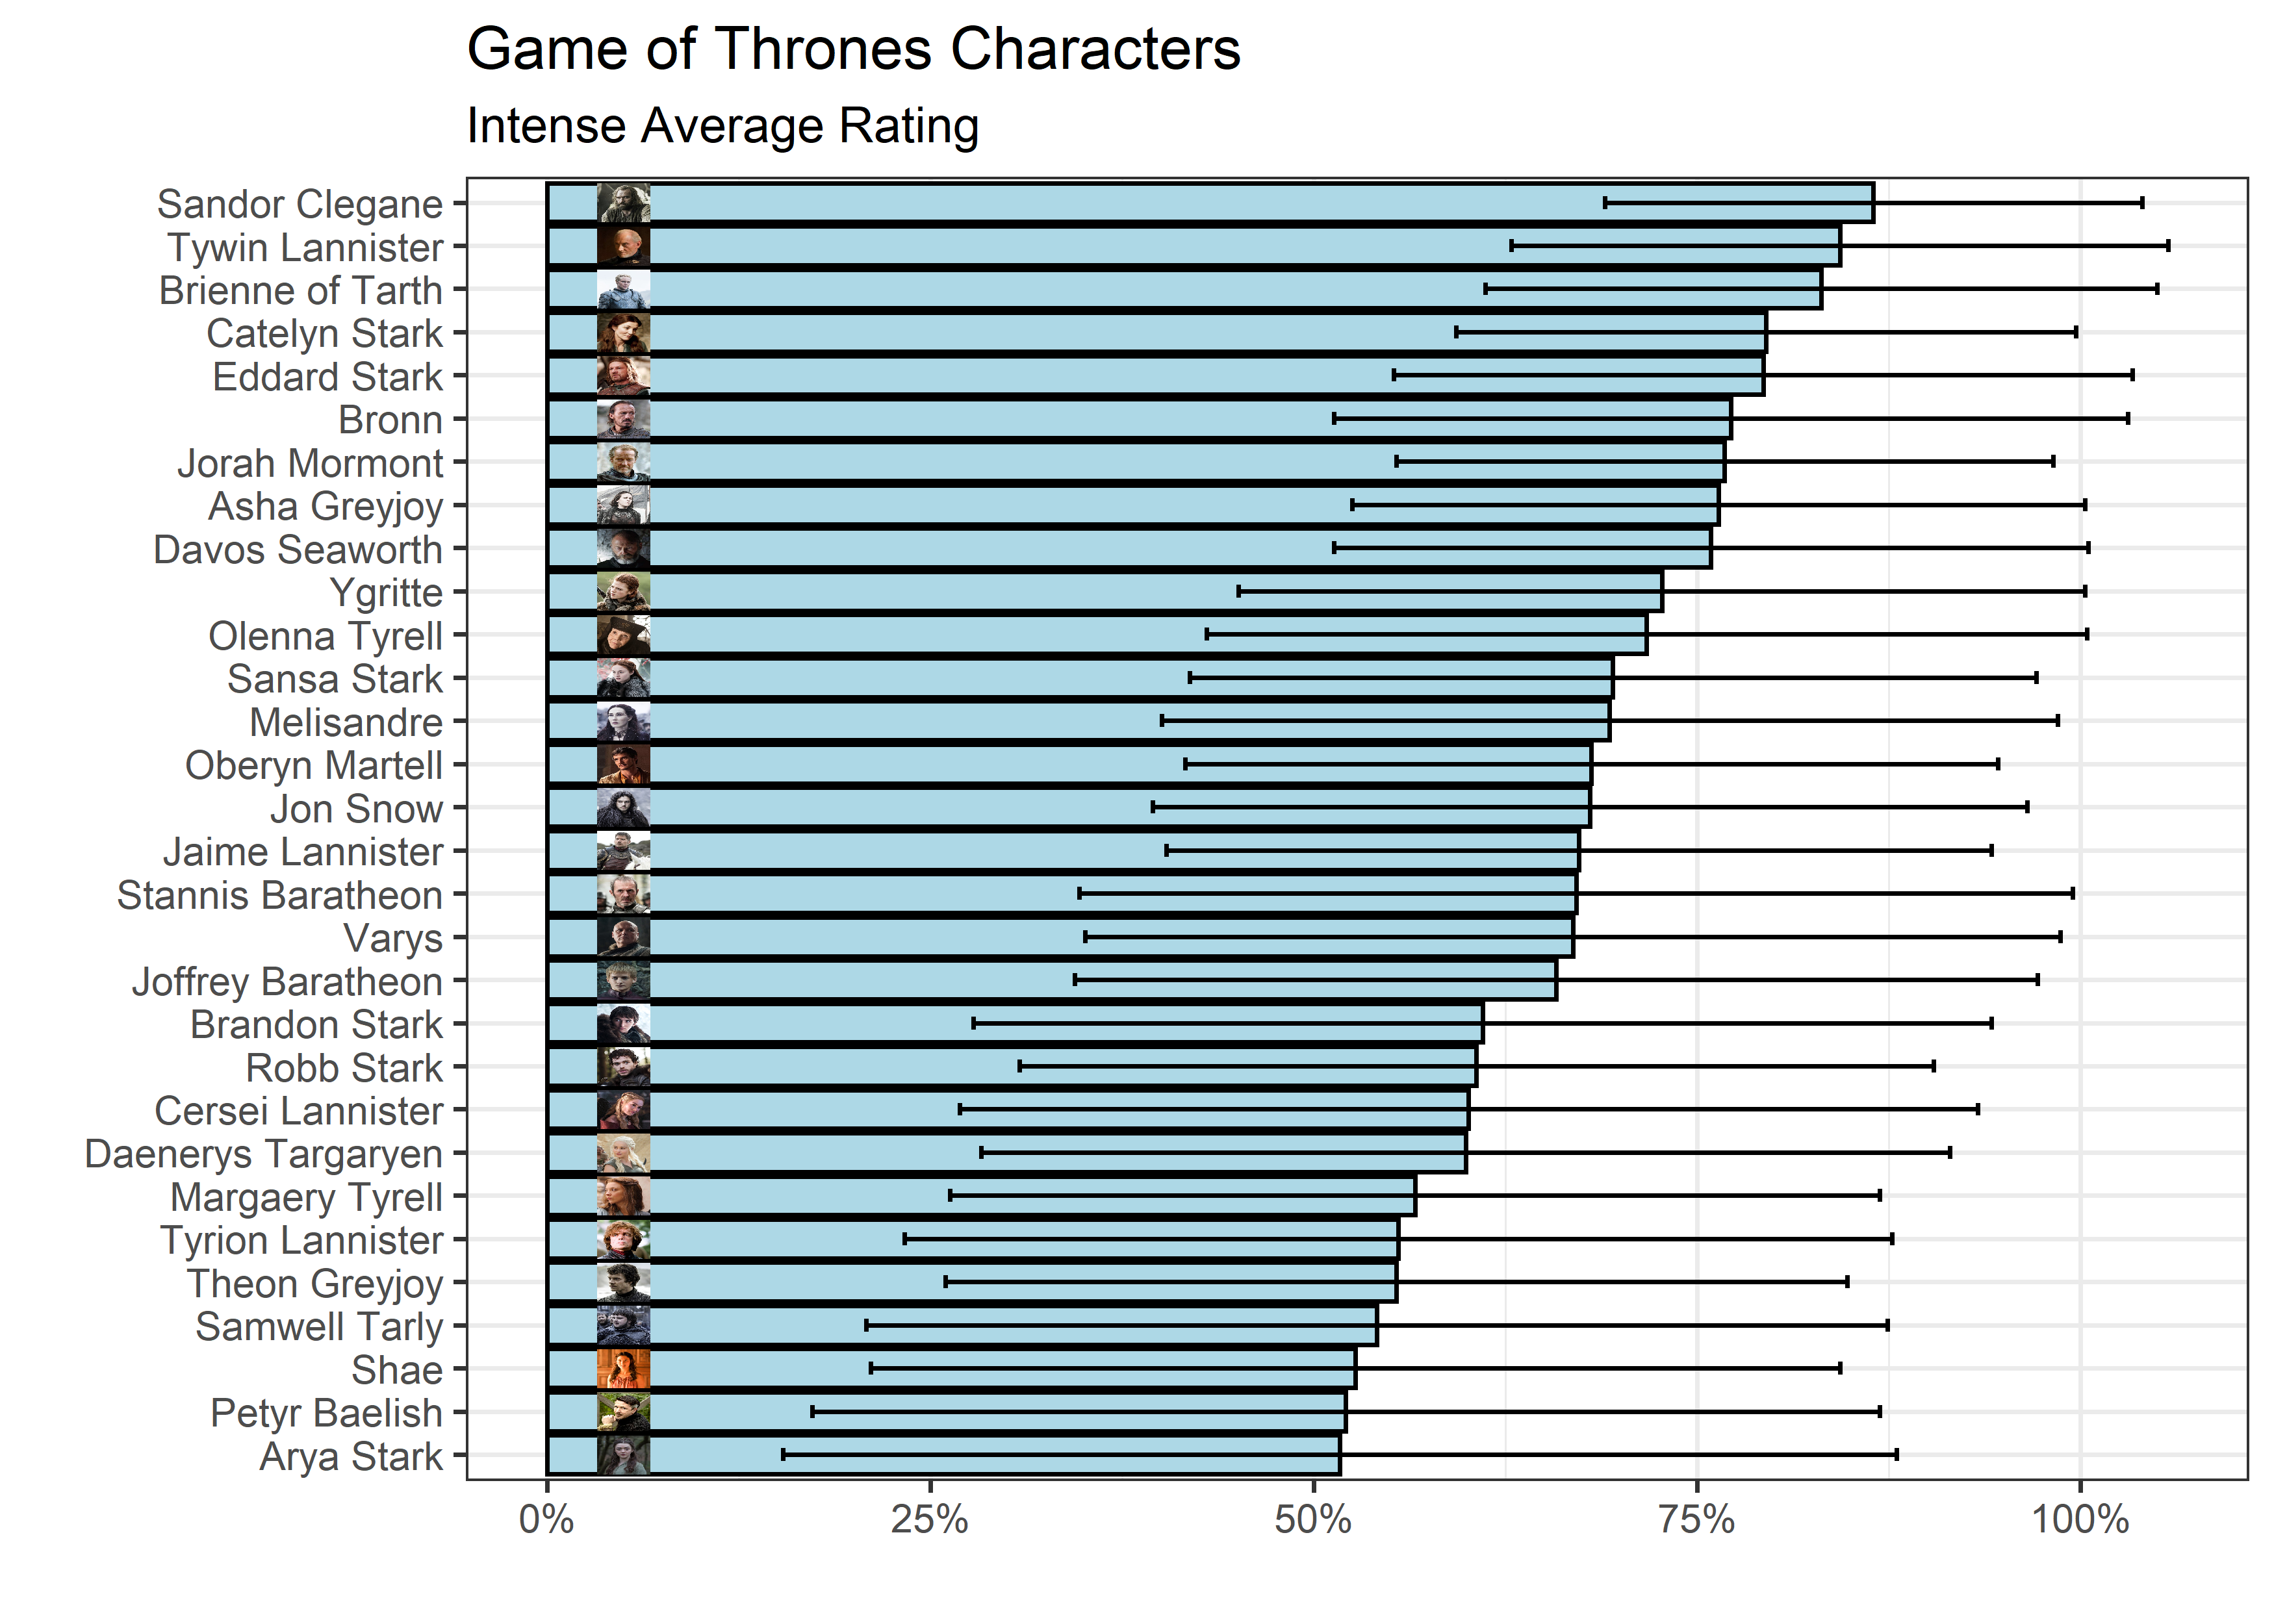 Game of Thrones Characters
Intense Average Rating
Sandor Clegane
Tywin Lannister
Brienne of Tarth
Catelyn Stark
Eddard Stark
Bronn
Jorah Mormont
Asha Greyjoy
Davos Seaworth
Ygritte
Olenna Tyrell
Sansa Stark
Melisandre
Oberyn Martell
Jon Snow
Jaime Lannister
Stannis Baratheon
Varys
Joffrey Baratheon
Brandon Stark
Robb Stark
Cersei Lannister
Daenerys Targaryen
Margaery Tyrell
Tyrion Lannister
Theon Greyjoy
Samwell Tarly
Shae
Petyr Baelish
Arya Stark
0% 25% 50% 75% 100%